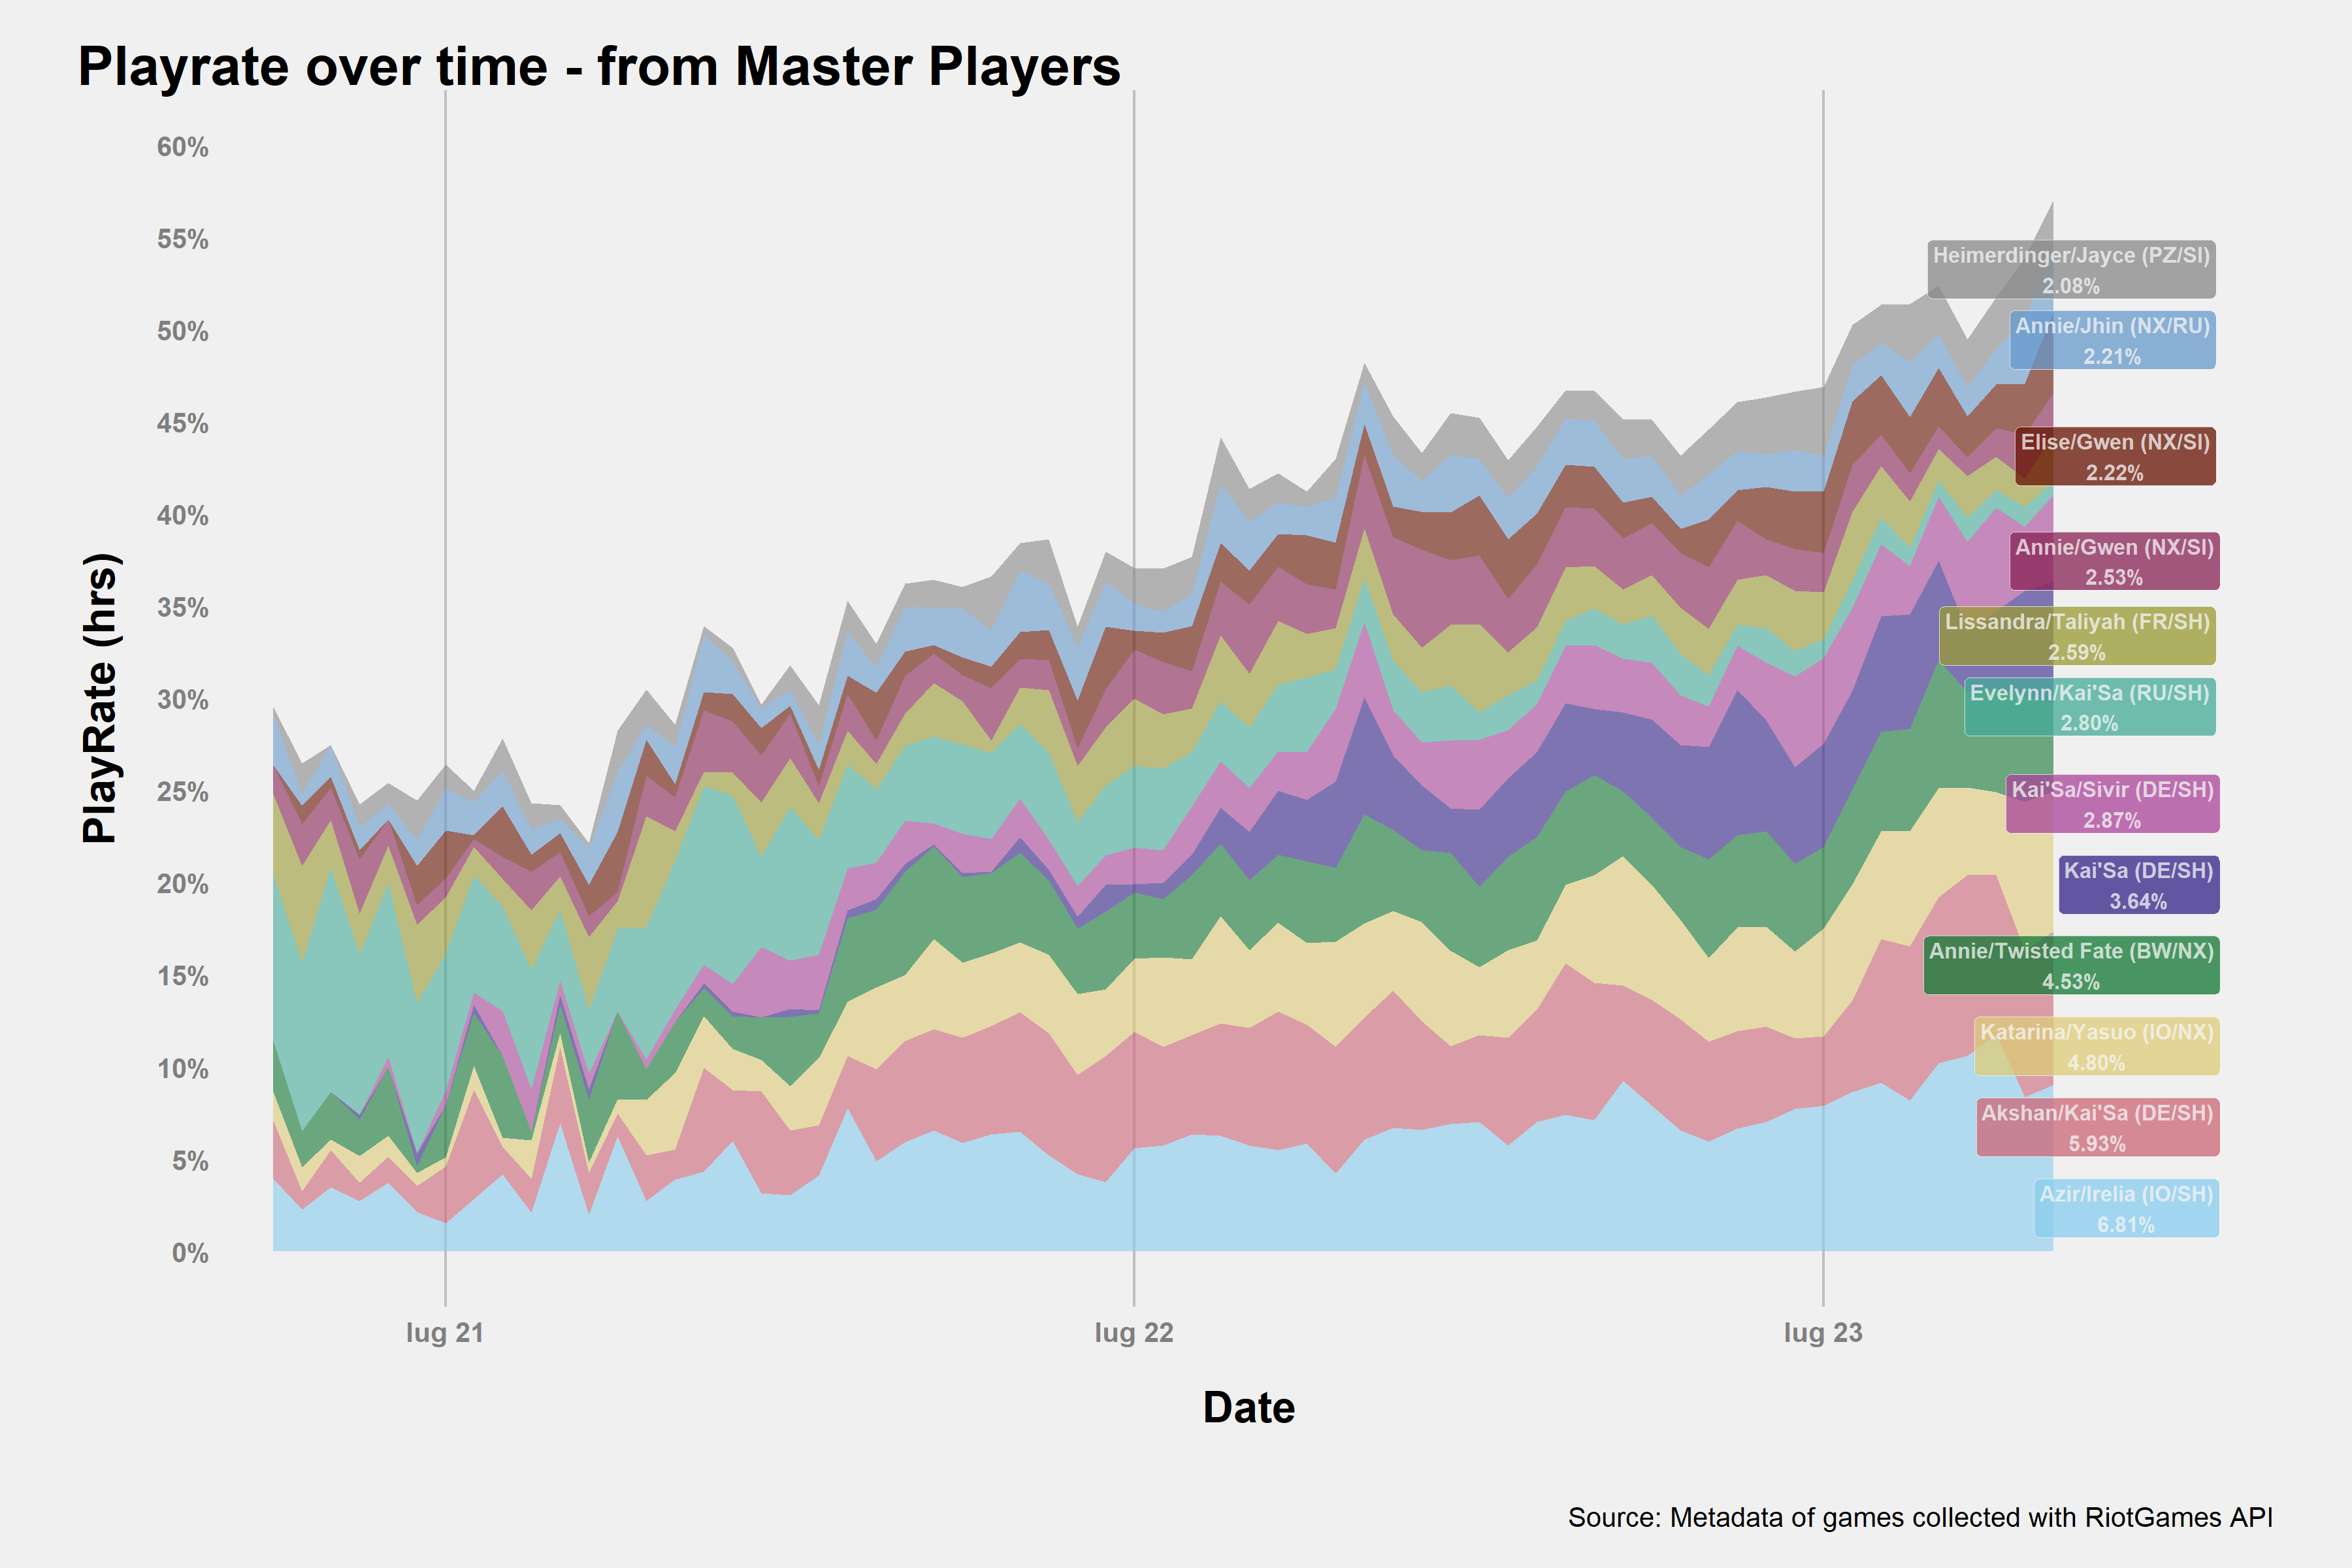 Playrate over time - from Master Players
60%
55%
50%
45%
40%
35%
30%
25%
20%
15%
10%
5%
0%
PlayRate (hrs)
Heimerdinger/Jayce (PZ/SI)
2.08%
Annie/Jhin (NX/RU)
2.21%
Elise/Gwen (NX/SI)
2.22%
Annie/Gwen (NX/SI)
2.53%
Lissandra/Taliyah (FR/SH)
2.59%
Evelynn/Kai'Sa (RU/SH)
2.80%
Kai'Sa/Sivir (DE/SH)
2.87%
Kai'Sa (DE/SH)
3.64%
Annie/Twisted Fate (BW/NX)
4.53%
Katarina/Yasuo (IO/NX)
4.80%
Akshan/Kai'Sa (DE/SH)
5.93%
Azir/Irelia (IO/SH)
6.81%
lug 21
lug 22
lug 23
Date
Source: Metadata of games collected with RiotGames API